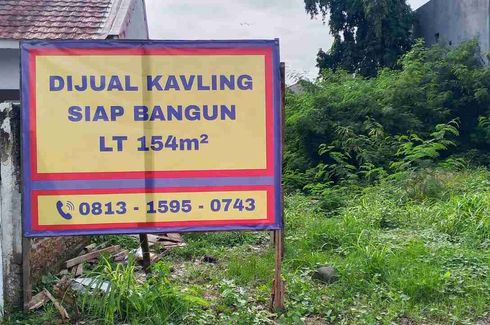 DIJUAL KAVLING
SIAP BANGUN
LT 154m²
0813 - 1595 - 0743